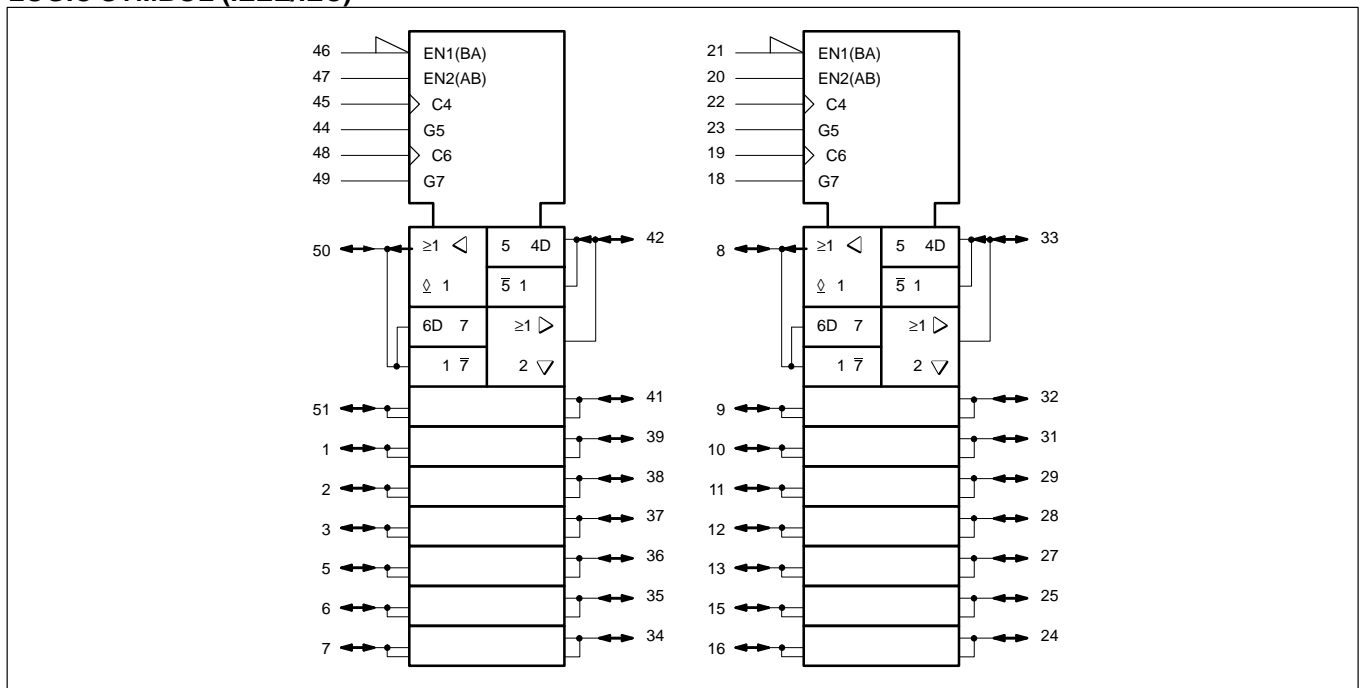 46 EN1(BA)
47 EN2(AB)
45 C4
44 G5
48 C6
49 G7
50 ≥1 5 4D 42
◊ 1 5̅ 1
6D 7 ≥1
1 7̅ 2
51 41
1 39
2 38
3 37
5 36
6 35
7 34
21 EN1(BA)
20 EN2(AB)
22 C4
23 G5
19 C6
18 G7
8 ≥1 5 4D 33
◊ 1 5̅ 1
6D 7 ≥1
1 7̅ 2
9 32
10 31
11 29
12 28
13 27
15 25
16 24